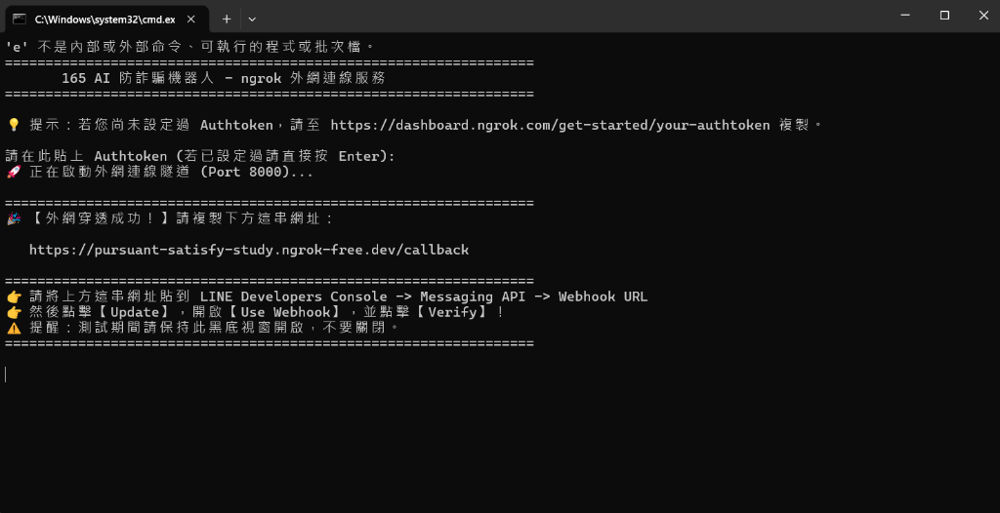 C:\Windows\system32\cmd.ex
'e' 不是內部或外部命令、可執行的程式或批次檔。
=================================================================
165 AI 防詐騙機器人 - ngrok 外網連線服務
=================================================================
💡 提示：若您尚未設定過 Authtoken，請至 https://dashboard.ngrok.com/get-started/your-authtoken 複製。
請在此貼上 Authtoken (若已設定過請直接按 Enter):
🚀 正在啟動外網連線隧道 (Port 8000)...
=================================================================
🎉 【外網穿透成功！】請複製下方這串網址：
https://pursuant-satisfy-study.ngrok-free.dev/callback
=================================================================
👉 請將上方這串網址貼到 LINE Developers Console -> Messaging API -> Webhook URL
👉 然後點擊【Update】，開啟【Use Webhook】，並點擊【Verify】！
⚠️ 提醒：測試期間請保持此黑底視窗開啟，不要關閉。
=================================================================